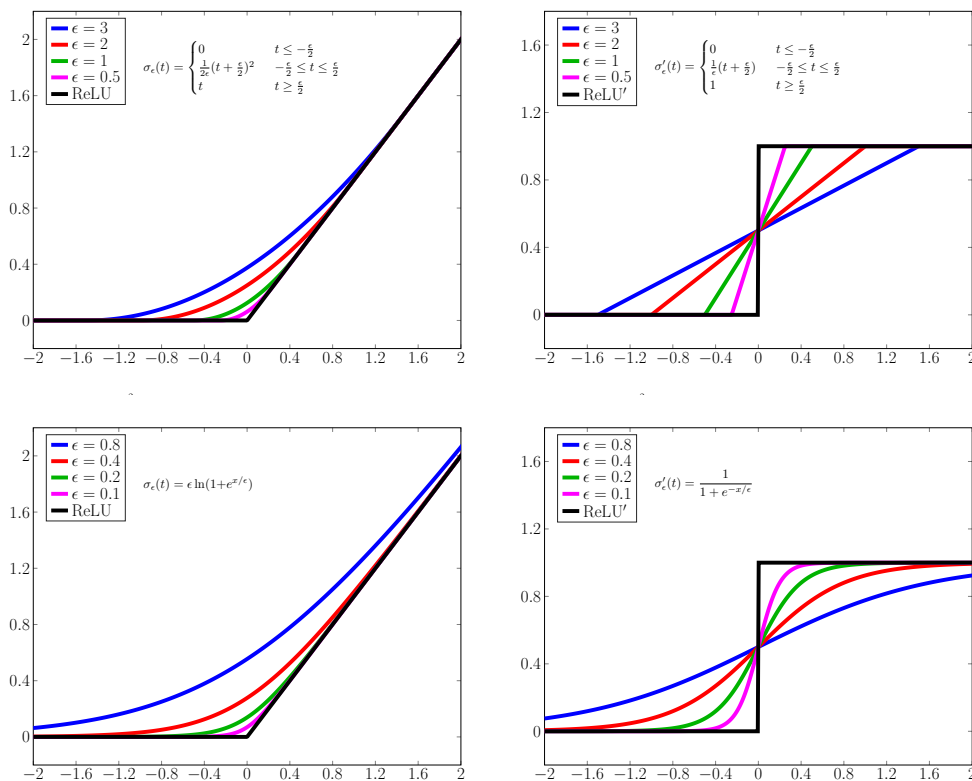 ϵ = 3
ϵ = 2
ϵ = 1
ϵ = 0.5
ReLU
σ_ϵ(t) = { 0 t ≤ −ϵ/2
1/(2ϵ) (t + ϵ/2)² −ϵ/2 ≤ t ≤ ϵ/2
t t ≥ ϵ/2
2
1.6
1.2
0.8
0.4
0
−2 −1.6 −1.2 −0.8 −0.4 0 0.4 0.8 1.2 1.6 2
ϵ = 3
ϵ = 2
ϵ = 1
ϵ = 0.5
ReLU′
σ′_ϵ(t) = { 0 t ≤ −ϵ/2
1/ϵ (t + ϵ/2) −ϵ/2 ≤ t ≤ ϵ/2
1 t ≥ ϵ/2
1.6
1.2
0.8
0.4
0
−2 −1.6 −1.2 −0.8 −0.4 0 0.4 0.8 1.2 1.6 2
ϵ = 0.8
ϵ = 0.4
ϵ = 0.2
ϵ = 0.1
ReLU
σ_ϵ(t) = ϵ ln(1+e^{x/ϵ})
2
1.6
1.2
0.8
0.4
0
−2 −1.6 −1.2 −0.8 −0.4 0 0.4 0.8 1.2 1.6 2
ϵ = 0.8
ϵ = 0.4
ϵ = 0.2
ϵ = 0.1
ReLU′
σ′_ϵ(t) = 1/(1 + e^{−x/ϵ})
1.6
1.2
0.8
0.4
0
−2 −1.6 −1.2 −0.8 −0.4 0 0.4 0.8 1.2 1.6 2